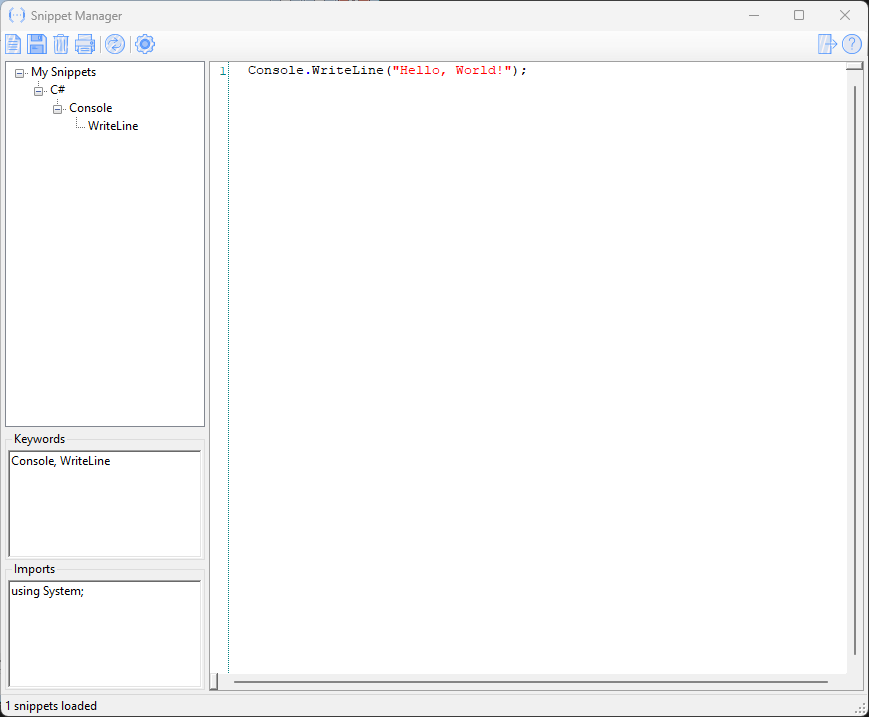 Snippet Manager
My Snippets
C#
Console
WriteLine
Keywords
Console, WriteLine
Imports
using System;
1 Console.WriteLine("Hello, World!");
1 snippets loaded